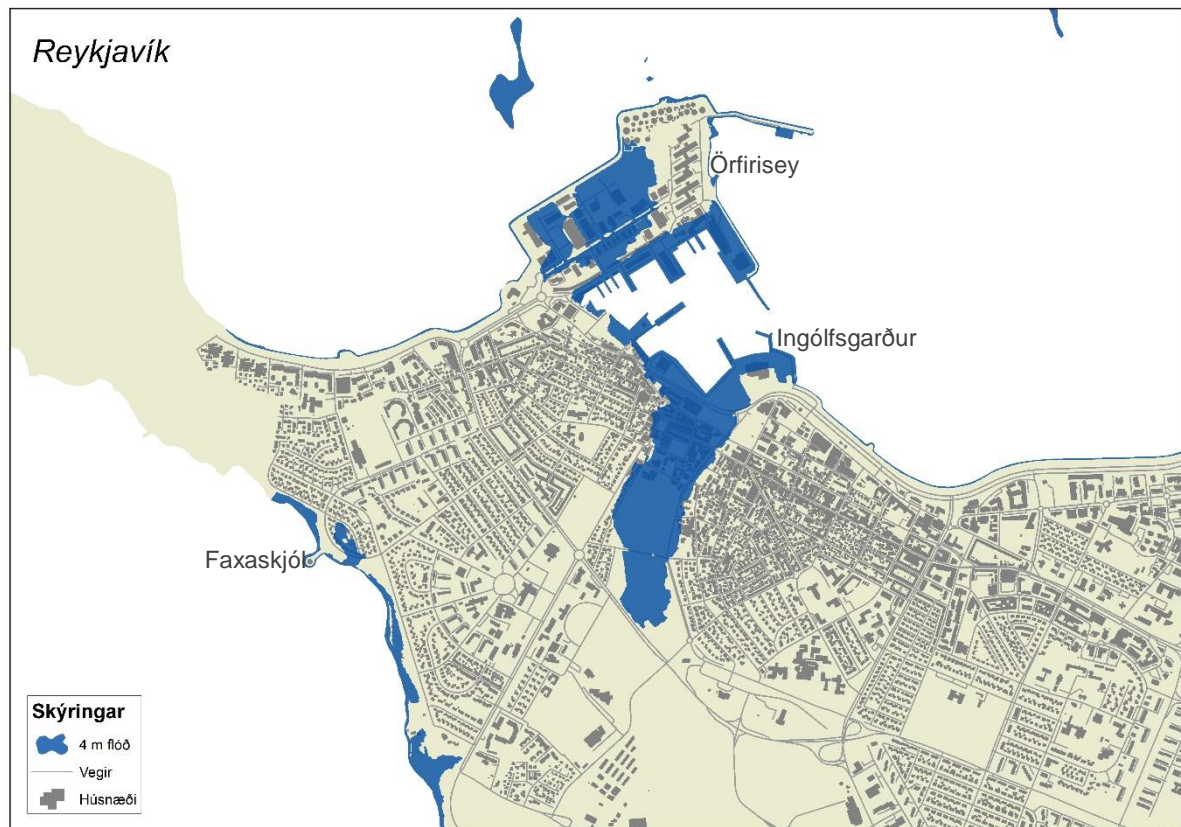 Reykjavík
Örfirisey
Ingólfsgarður
Faxaskjól
Skýringar
4 m flóð
Vegir
Húsnæði